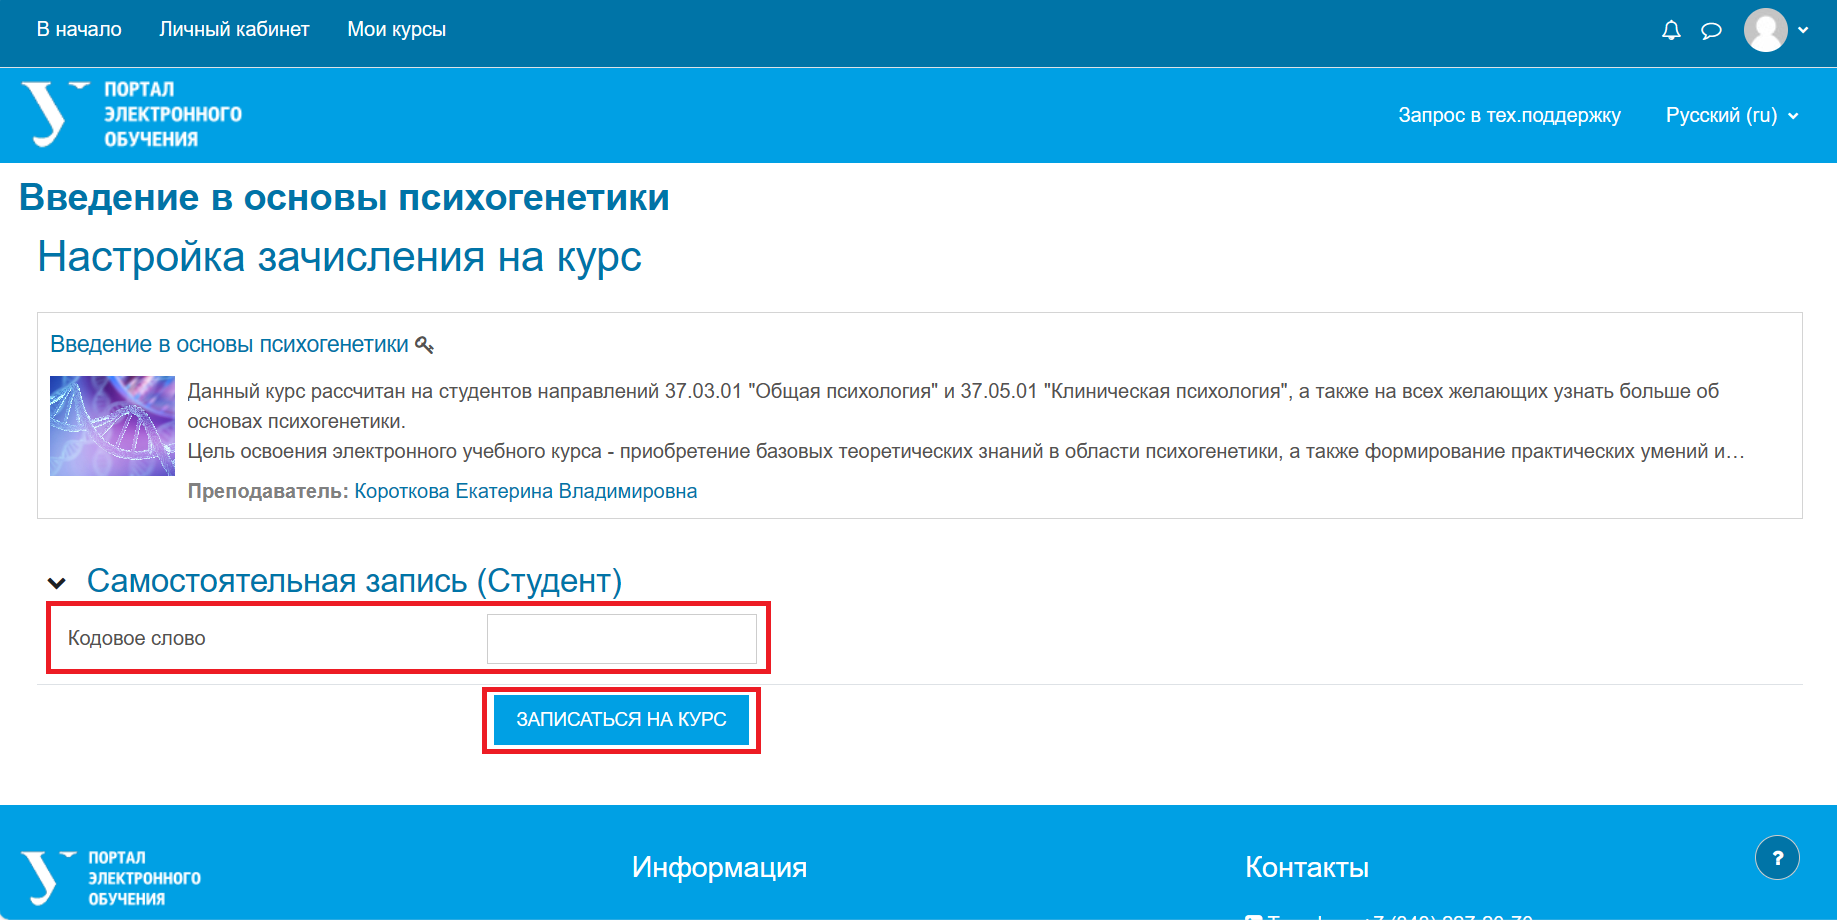 В начало Личный кабинет Мои курсы
ПОРТАЛ
ЭЛЕКТРОННОГО
ОБУЧЕНИЯ
Запрос в тех.поддержку Русский (ru)
Введение в основы психогенетики
Настройка зачисления на курс
Введение в основы психогенетики
Данный курс рассчитан на студентов направлений 37.03.01 "Общая психология" и 37.05.01 "Клиническая психология", а также на всех желающих узнать больше об
основах психогенетики.
Цель освоения электронного учебного курса - приобретение базовых теоретических знаний в области психогенетики, а также формирование практических умений и…
Преподаватель: Короткова Екатерина Владимировна
Самостоятельная запись (Студент)
Кодовое слово
ЗАПИСАТЬСЯ НА КУРС
ПОРТАЛ
ЭЛЕКТРОННОГО
ОБУЧЕНИЯ
Информация
Контакты
?